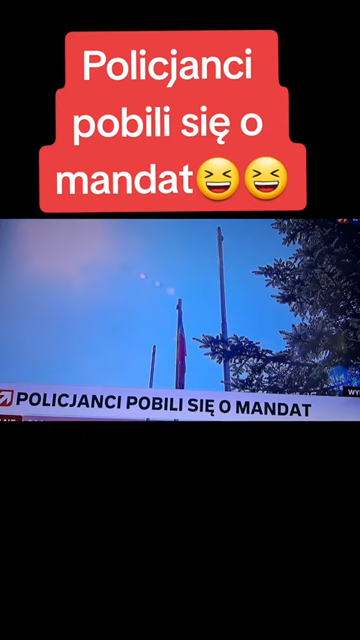 Policjanci
pobili się o
mandat😆😆
POLICJANCI POBILI SIĘ O MANDAT